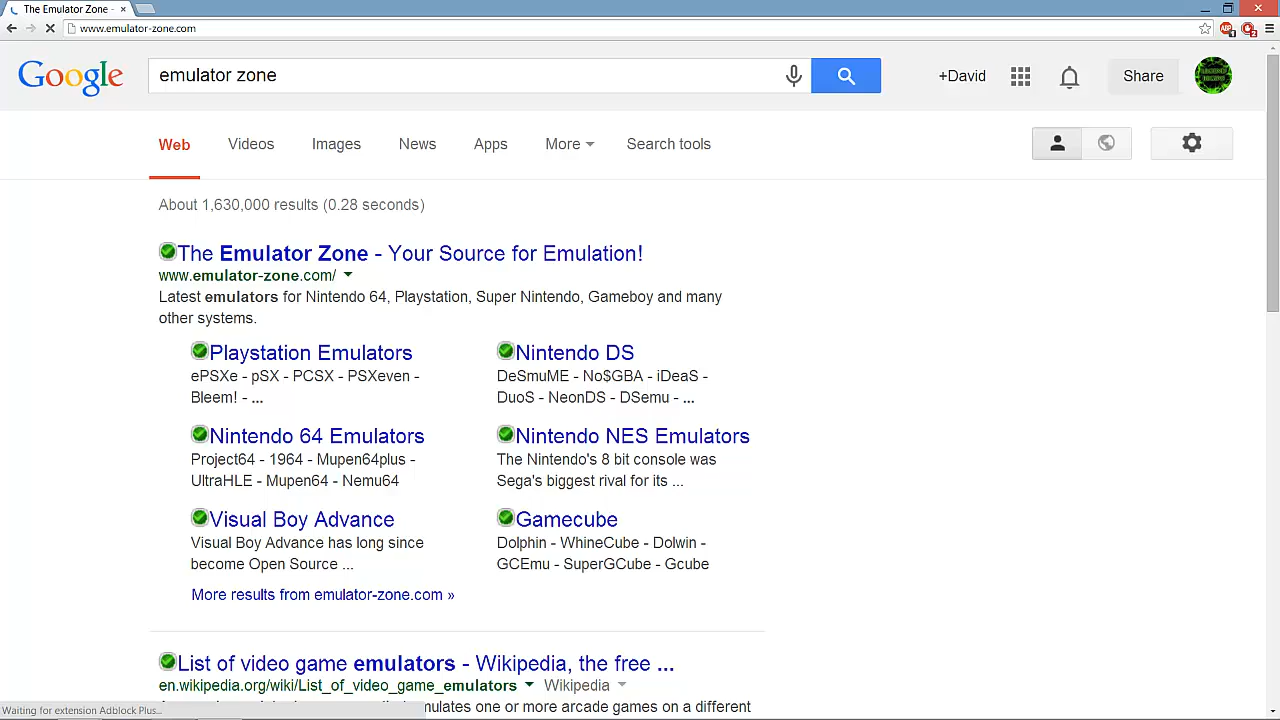 The Emulator Zone -
www.emulator-zone.com
Google
emulator zone
+David
Share
Web
Videos
Images
News
Apps
More
Search tools
About 1,630,000 results (0.28 seconds)
The Emulator Zone - Your Source for Emulation!
www.emulator-zone.com/
Latest emulators for Nintendo 64, Playstation, Super Nintendo, Gameboy and many
other systems.
Playstation Emulators
ePSXe - pSX - PCSX - PSXeven -
Bleem! - ...
Nintendo DS
DeSmuME - No$GBA - iDeaS -
DuoS - NeonDS - DSemu - ...
Nintendo 64 Emulators
Project64 - 1964 - Mupen64plus -
UltraHLE - Mupen64 - Nemu64
Nintendo NES Emulators
The Nintendo's 8 bit console was
Sega's biggest rival for its ...
Visual Boy Advance
Visual Boy Advance has long since
become Open Source ...
Gamecube
Dolphin - WhineCube - Dolwin -
GCEmu - SuperGCube - Gcube
More results from emulator-zone.com »
List of video game emulators - Wikipedia, the free ...
en.wikipedia.org/wiki/List_of_video_game_emulators
Wikipedia
emulates one or more arcade games on a different
Waiting for extension Adblock Plus...